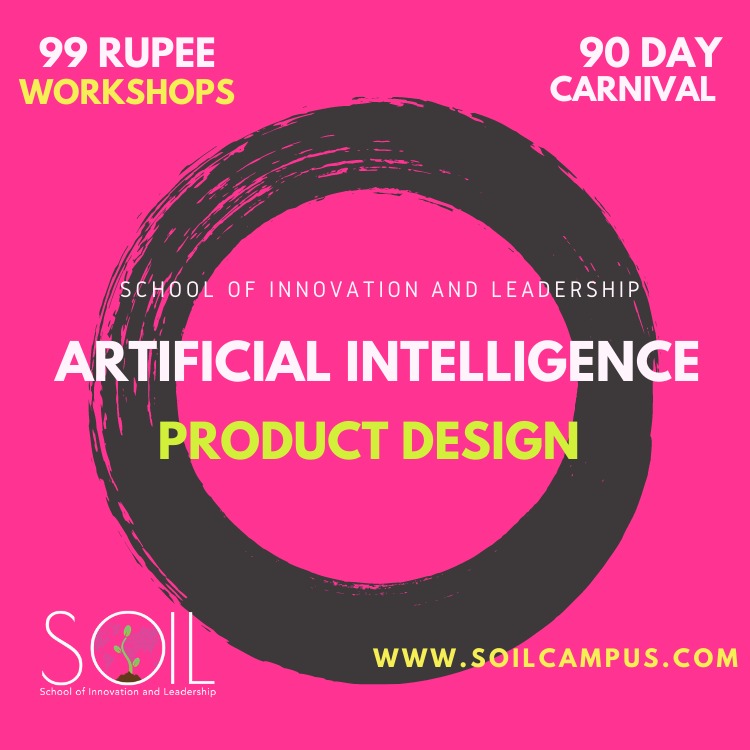 99 RUPEE
WORKSHOPS
90 DAY
CARNIVAL
SCHOOL OF INNOVATION AND LEADERSHIP
ARTIFICIAL INTELLIGENCE
PRODUCT DESIGN
SOIL
School of Innovation and Leadership
WWW.SOILCAMPUS.COM